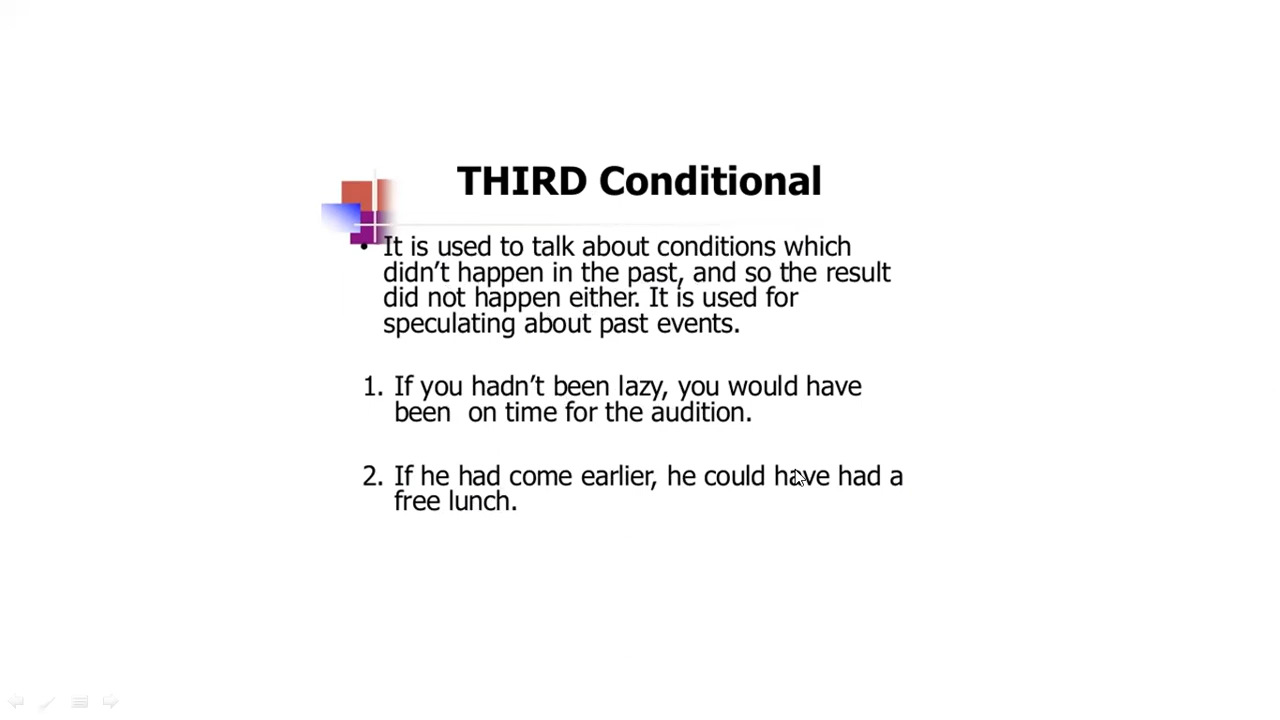 THIRD Conditional
• It is used to talk about conditions which
didn’t happen in the past, and so the result
did not happen either. It is used for
speculating about past events.
1. If you hadn’t been lazy, you would have
been  on time for the audition.
2. If he had come earlier, he could have had a
free lunch.